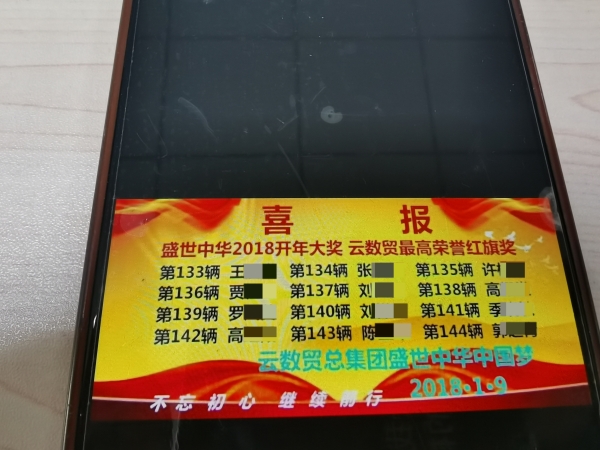 喜 报
盛世中华2018开年大奖 云数贸最高荣誉红旗奖
第133辆 王 第134辆 张 第135辆 许
第136辆 贾 第137辆 刘 第138辆 高
第139辆 罗 第140辆 刘 第141辆 季
第142辆 高 第143辆 陈 第144辆 郭
云数贸总集团盛世中华中国梦
2018·1·9
不忘初心 继续前行